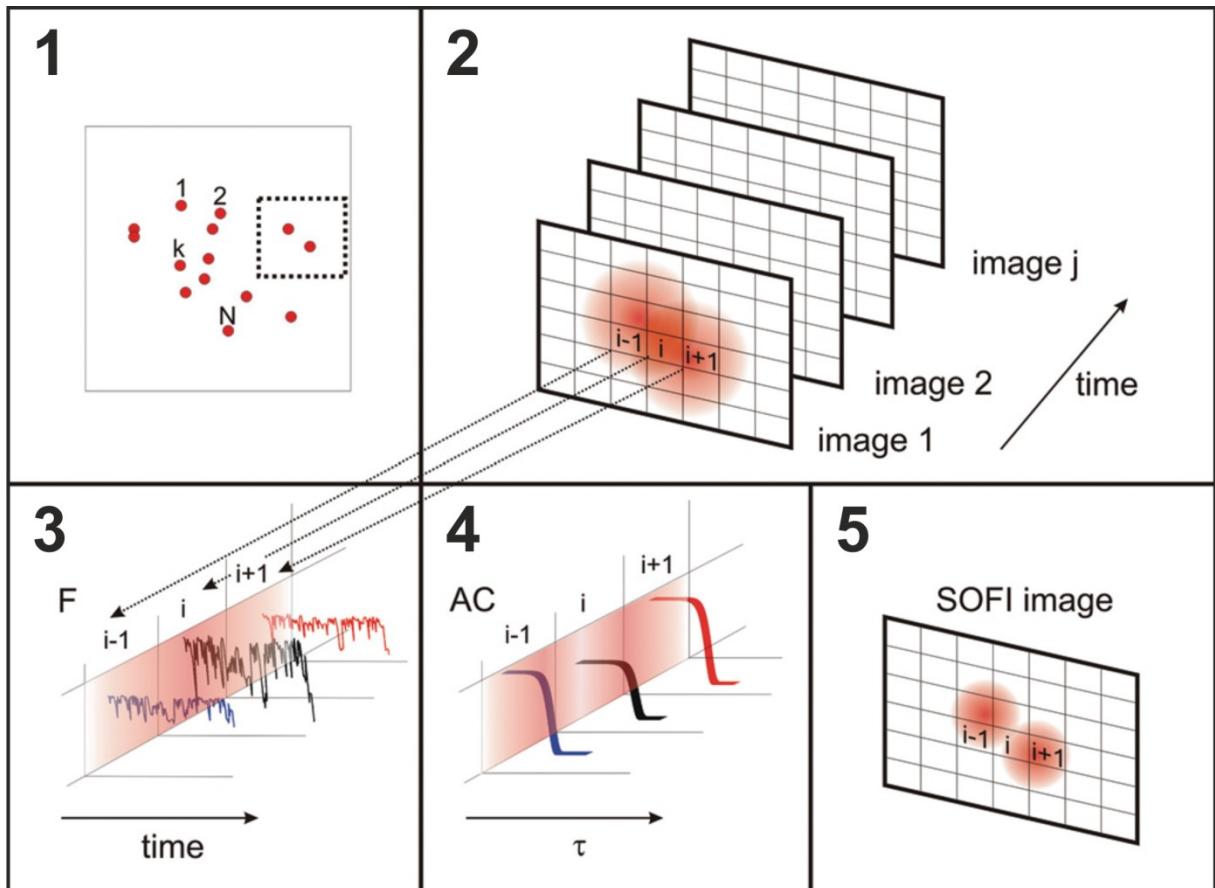 1
1
2
k
N
2
i-1
i
i+1
image 1
image 2
image j
time
3
F
i-1
i
i+1
time
4
AC
i-1
i
i+1
τ
5
SOFI image
i-1
i
i+1